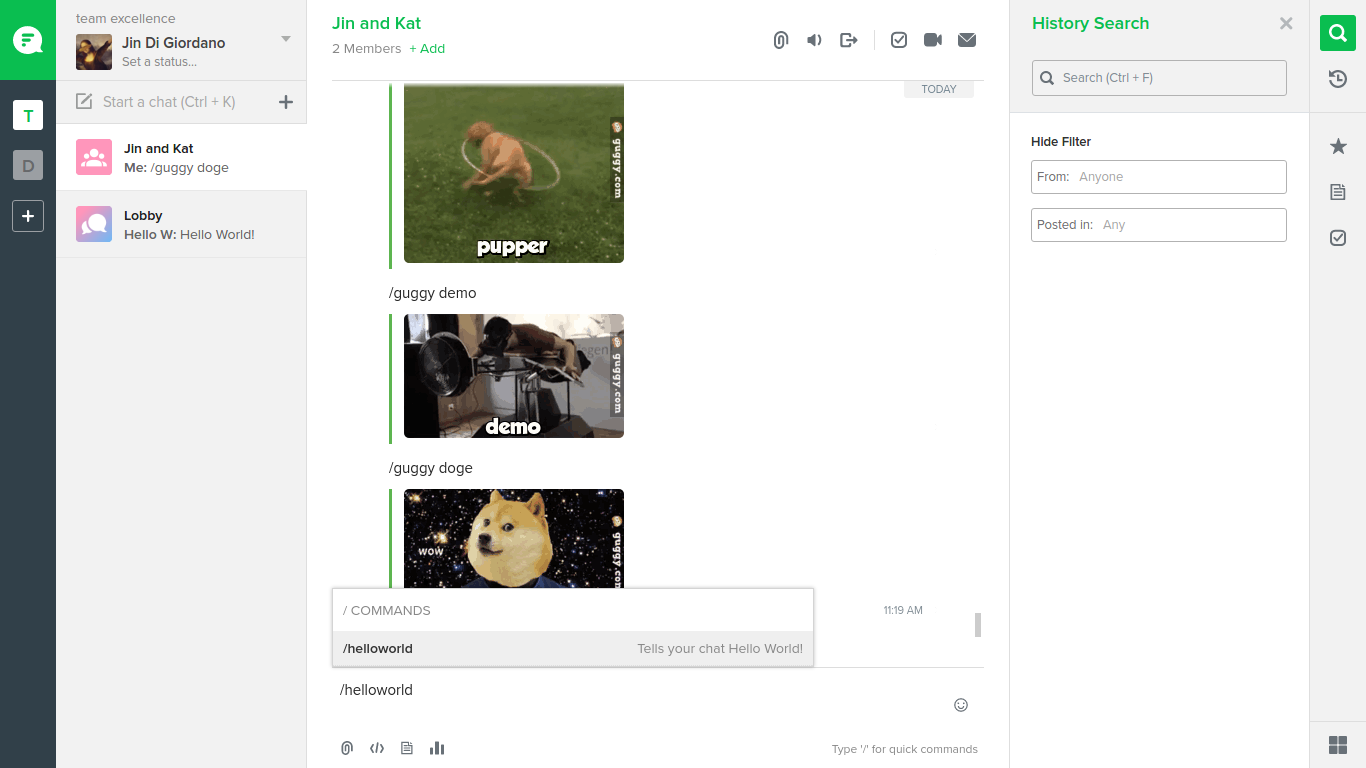 team excellence
Jin Di Giordano
Set a status...
Start a chat (Ctrl + K)
T
Jin and Kat
Me: /guggy doge
D
Lobby
Hello W: Hello World!
Jin and Kat
2 Members + Add
TODAY
guggy.com
pupper
/guggy demo
guggy.com
demo
/guggy doge
wow
guggy.com
/ COMMANDS
11:19 AM
/helloworld Tells your chat Hello World!
/helloworld
Type '/' for quick commands
History Search
Search (Ctrl + F)
Hide Filter
From: Anyone
Posted in: Any